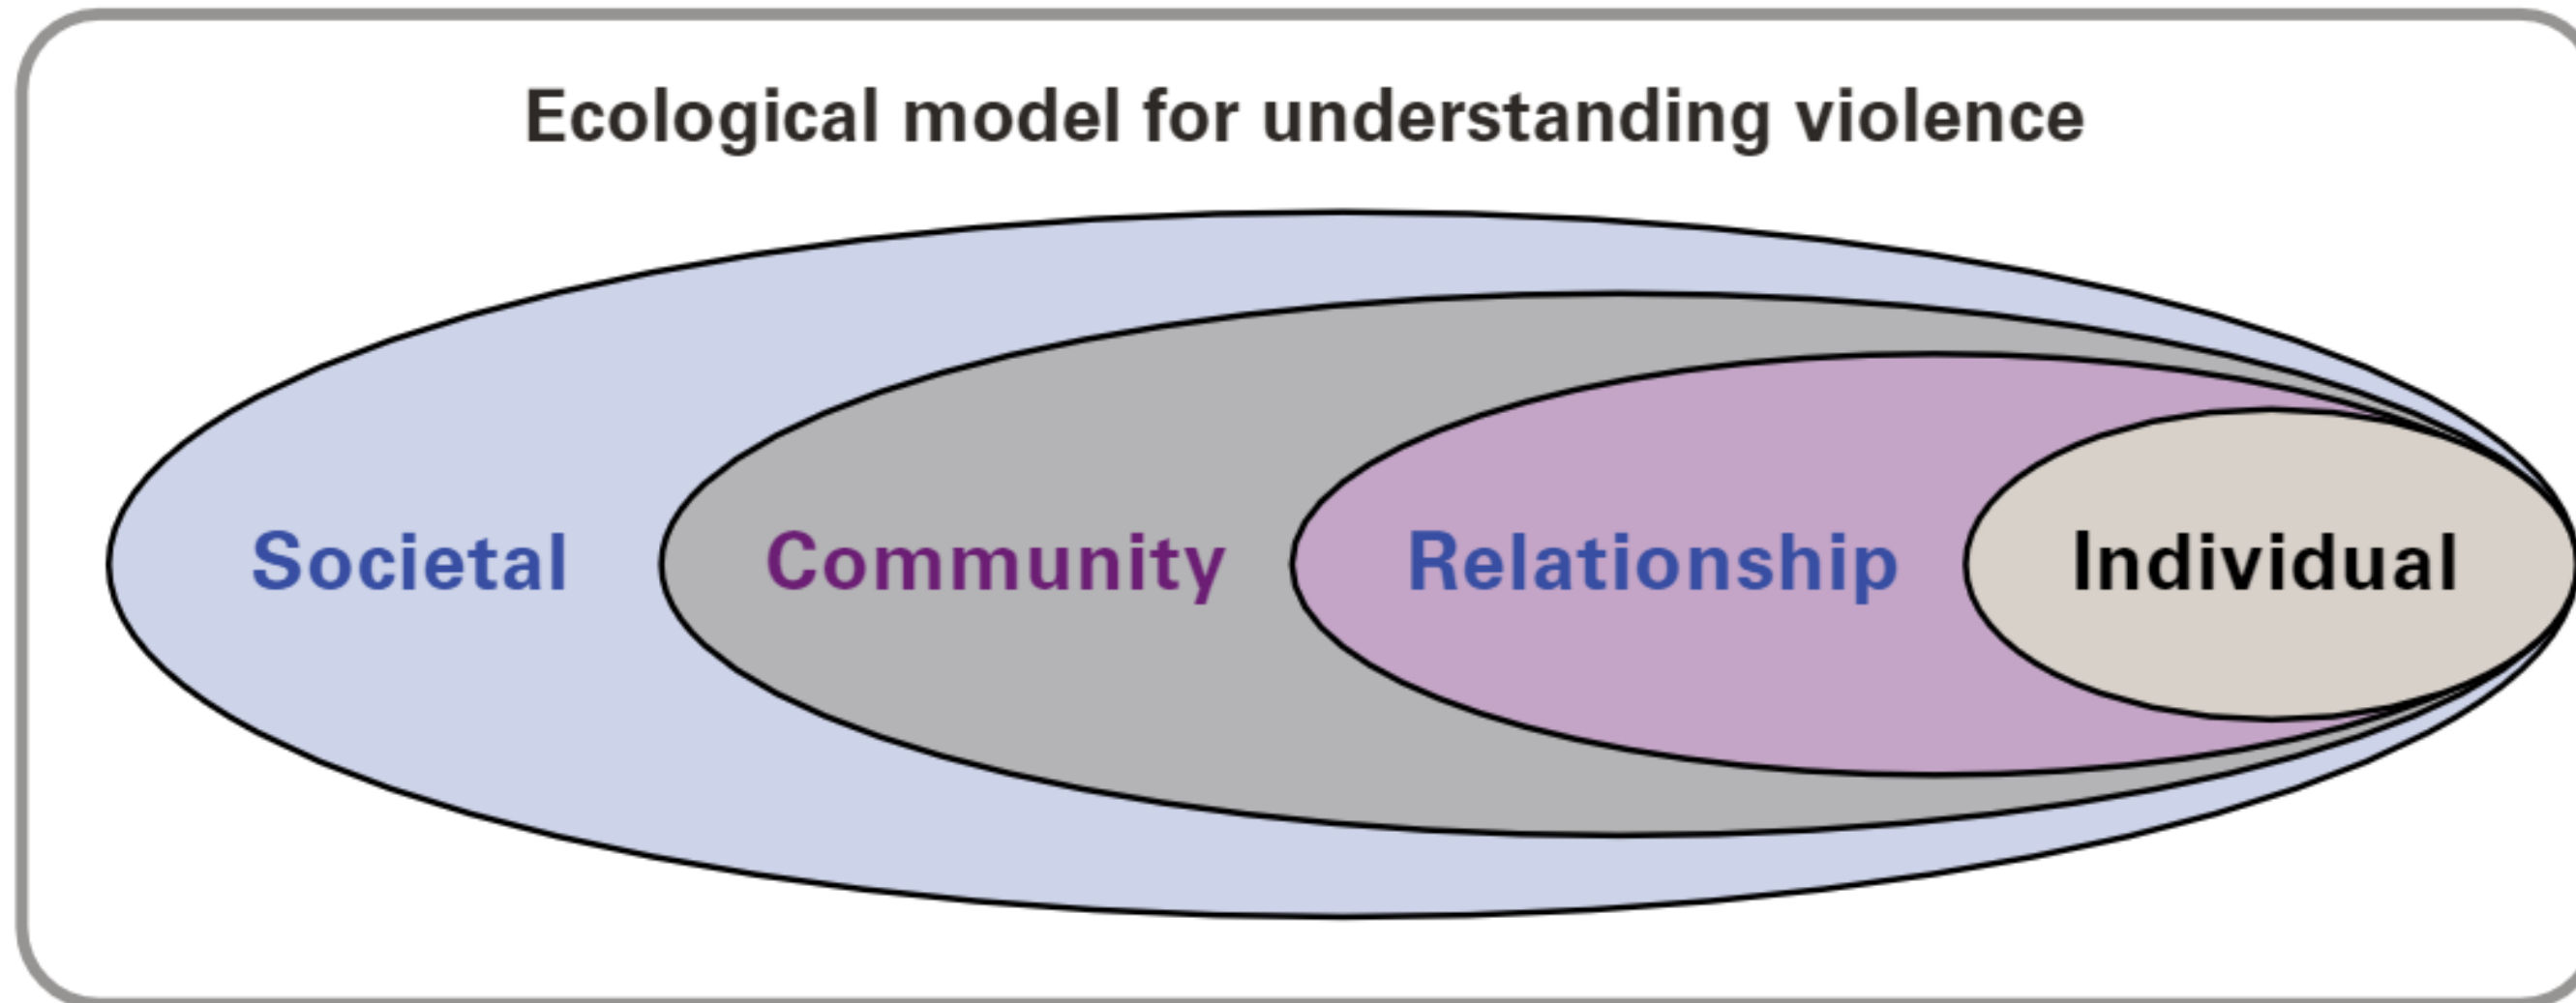 Ecological model for understanding violence
Societal Community Relationship Individual